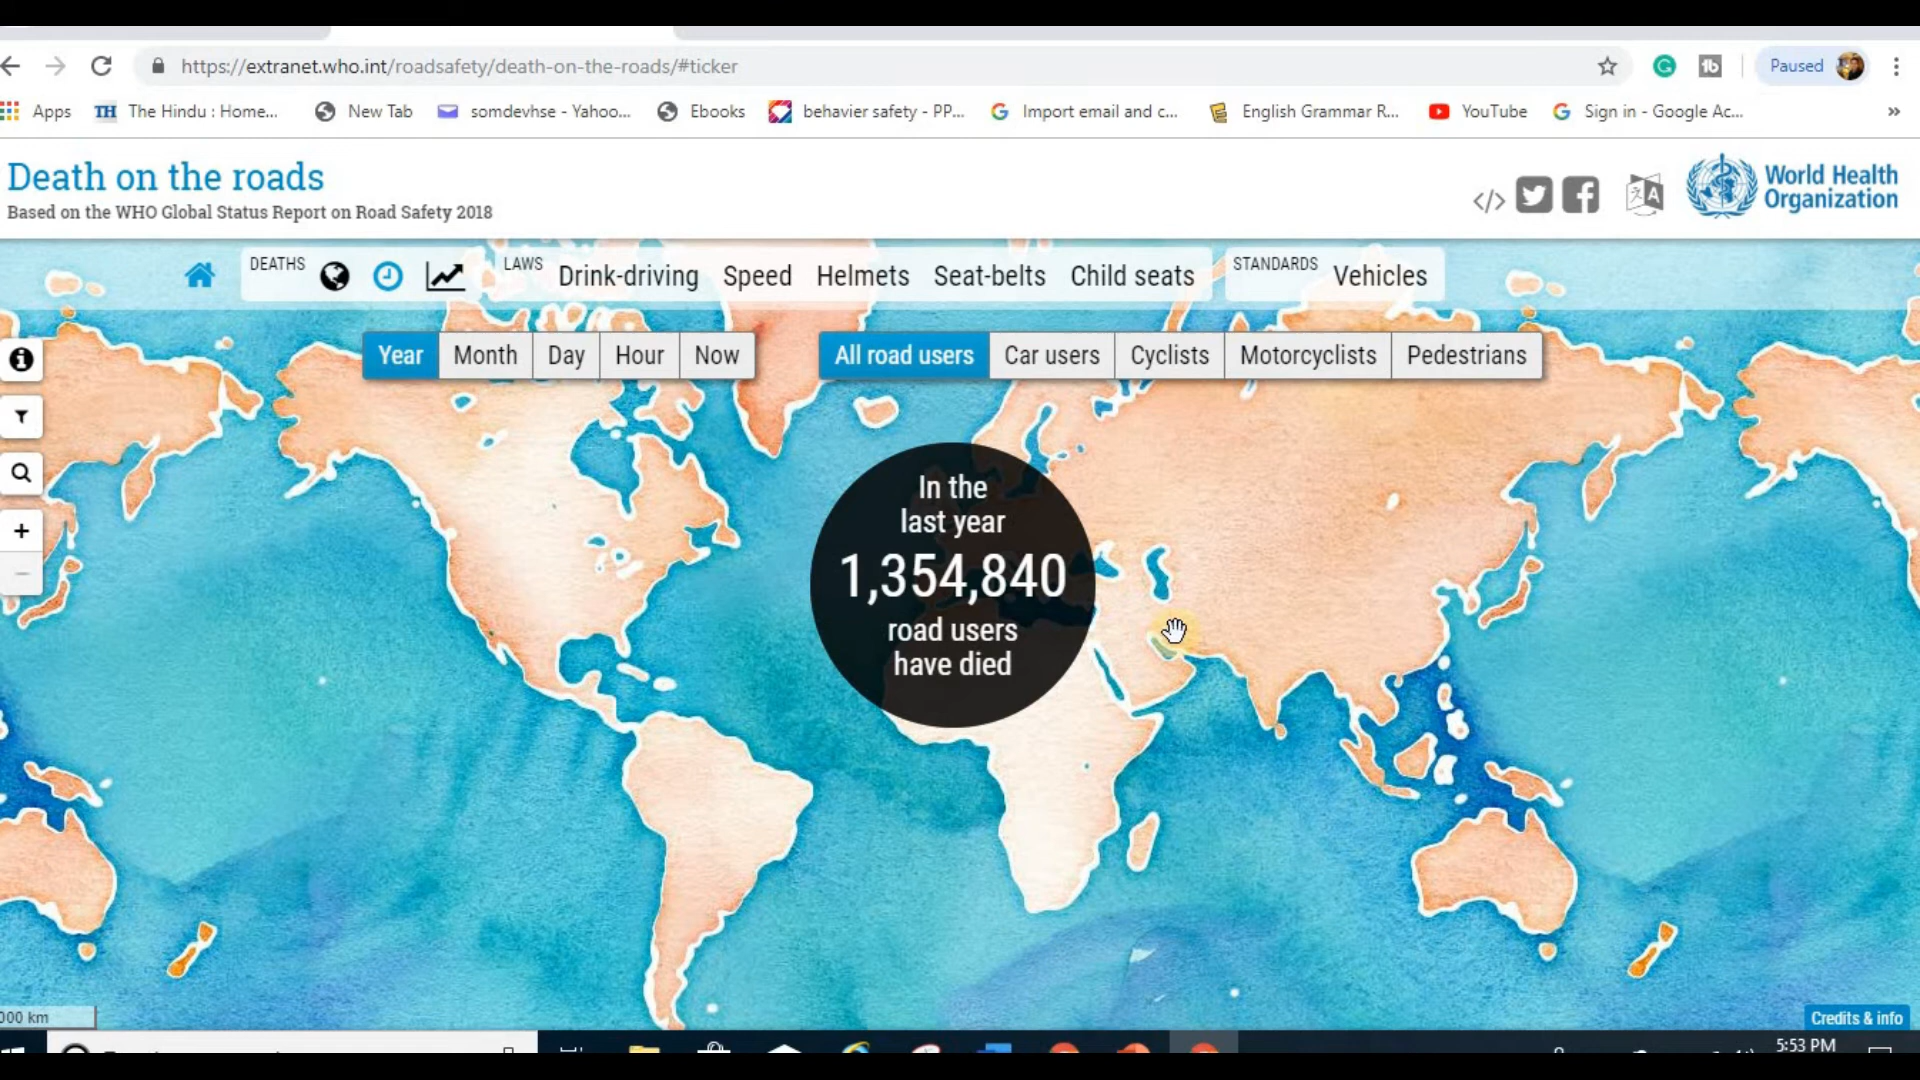 https://extranet.who.int/roadsafety/death-on-the-roads/#ticker
Paused
Apps
TH The Hindu : Home...
New Tab
somdevhse - Yahoo...
Ebooks
behavier safety - PP...
Import email and c...
English Grammar R...
YouTube
Sign in - Google Ac...
»
Death on the roads
Based on the WHO Global Status Report on Road Safety 2018
World Health
Organization
DEATHS
LAWS
Drink-driving
Speed
Helmets
Seat-belts
Child seats
STANDARDS
Vehicles
Year
Month
Day
Hour
Now
All road users
Car users
Cyclists
Motorcyclists
Pedestrians
In the
last year
1,354,840
road users
have died
000 km
Credits & info
5:53 PM